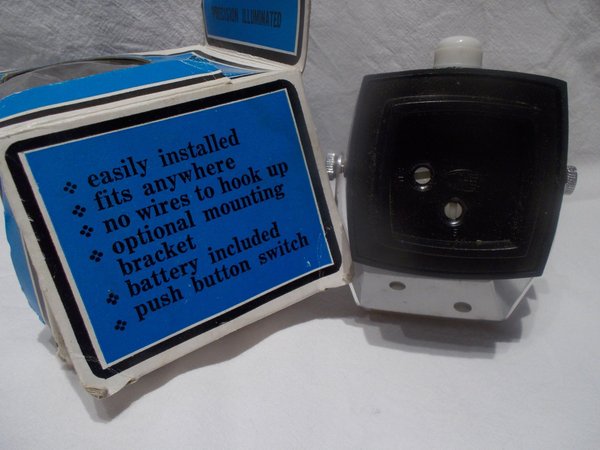 PRECISION ILLUMINATED
❖ easily installed
❖ fits anywhere
❖ no wires to hook up
❖ optional mounting
bracket
❖ battery included
❖ push button switch